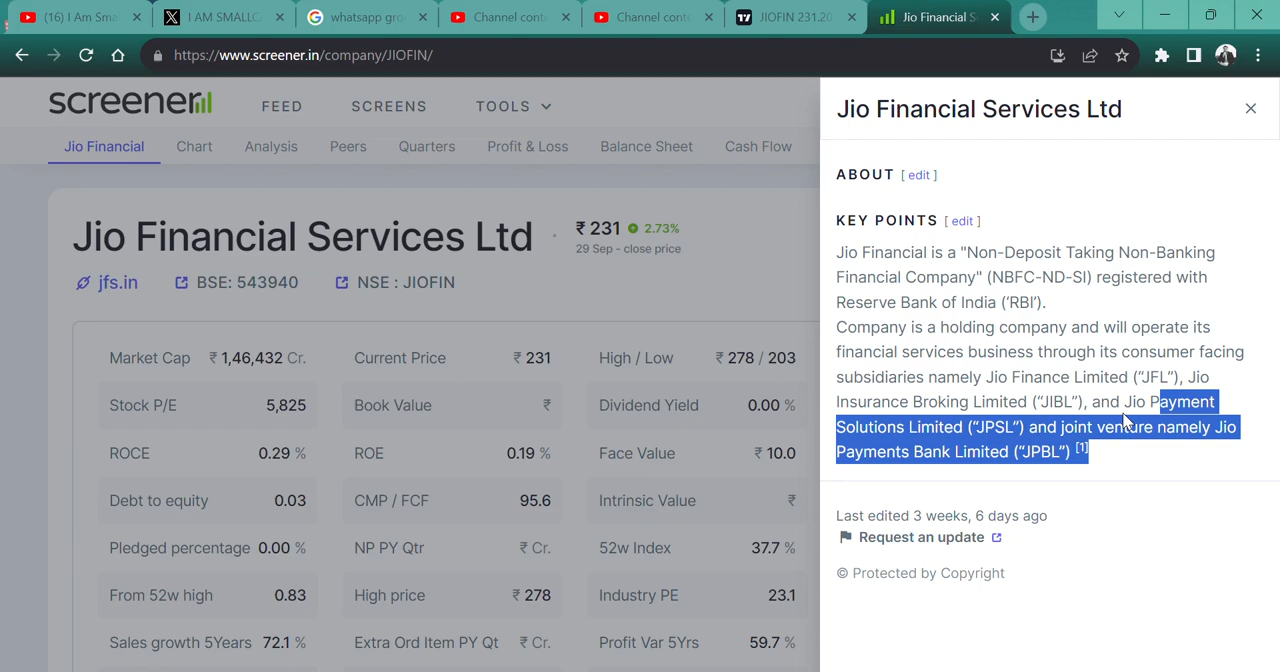 (16) I Am Sma
I AM SMALLC
whatsapp gro
Channel cont
Channel cont
JIOFIN 231.20
Jio Financial S
https://www.screener.in/company/JIOFIN/
screener
FEED
SCREENS
TOOLS
Jio Financial
Chart
Analysis
Peers
Quarters
Profit & Loss
Balance Sheet
Cash Flow
Jio Financial Services Ltd
₹ 231
2.73%
29 Sep - close price
jfs.in
BSE: 543940
NSE : JIOFIN
Market Cap ₹ 1,46,432 Cr.
Current Price ₹ 231
High / Low ₹ 278 / 203
Stock P/E 5,825
Book Value ₹
Dividend Yield 0.00 %
ROCE 0.29 %
ROE 0.19 %
Face Value ₹ 10.0
Debt to equity 0.03
CMP / FCF 95.6
Intrinsic Value ₹
Pledged percentage 0.00 %
NP PY Qtr ₹ Cr.
52w Index 37.7 %
From 52w high 0.83
High price ₹ 278
Industry PE 23.1
Sales growth 5Years 72.1 %
Extra Ord Item PY Qt ₹ Cr.
Profit Var 5Yrs 59.7 %
Jio Financial Services Ltd
ABOUT [ edit ]
KEY POINTS [ edit ]
Jio Financial is a "Non-Deposit Taking Non-Banking
Financial Company" (NBFC-ND-SI) registered with
Reserve Bank of India ('RBI').
Company is a holding company and will operate its
financial services business through its consumer facing
subsidiaries namely Jio Finance Limited (“JFL”), Jio
Insurance Broking Limited (“JIBL”), and Jio Payment
Solutions Limited (“JPSL”) and joint venture namely Jio
Payments Bank Limited (“JPBL”) [1]
Last edited 3 weeks, 6 days ago
Request an update
© Protected by Copyright